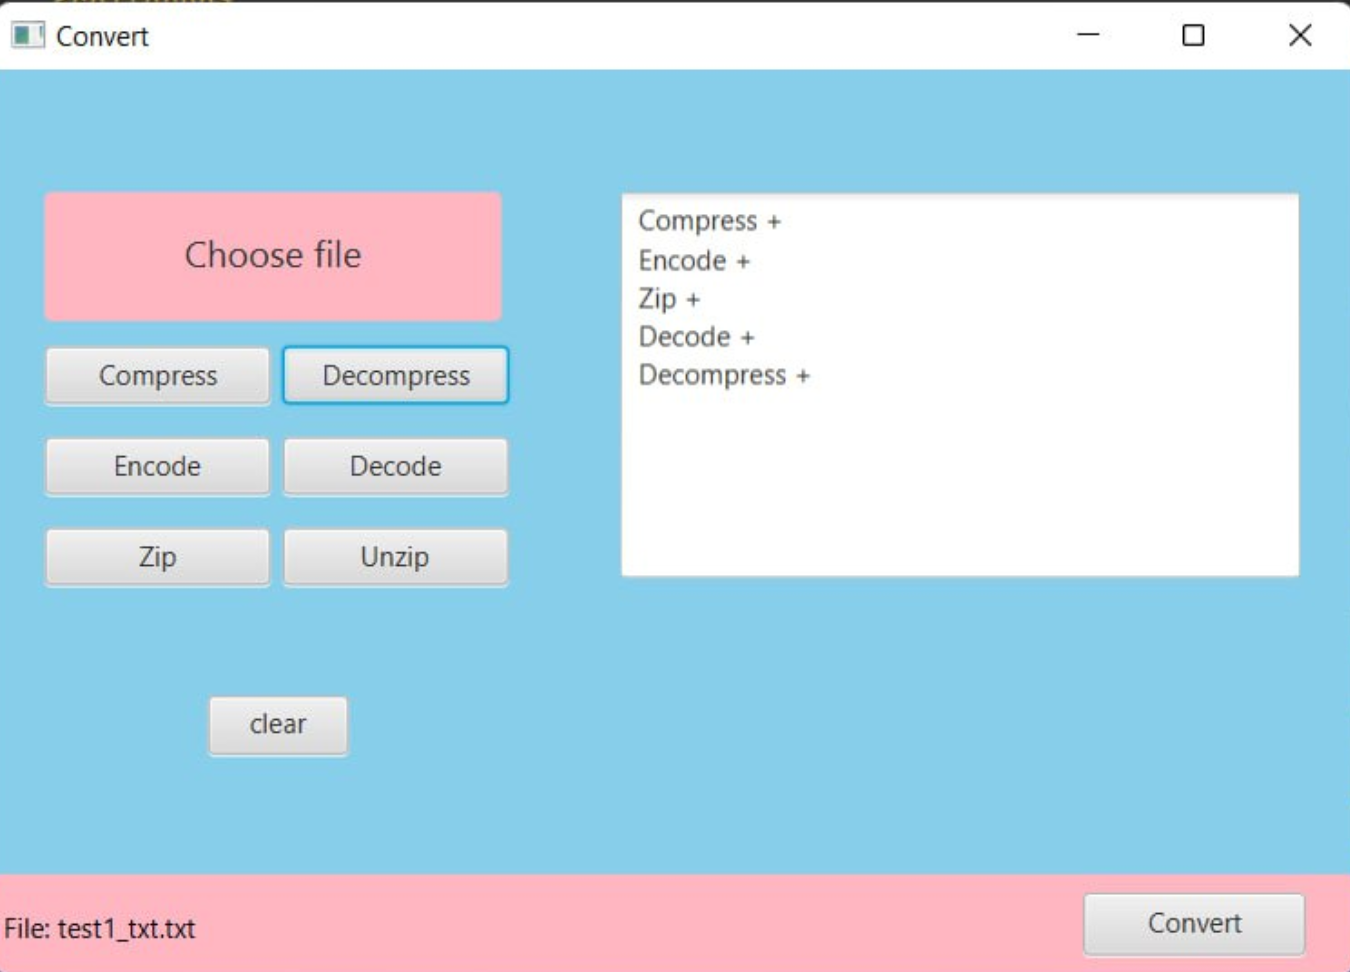 Convert
Choose file
Compress
Decompress
Encode
Decode
Zip
Unzip
clear
Compress +
Encode +
Zip +
Decode +
Decompress +
File: test1_txt.txt
Convert